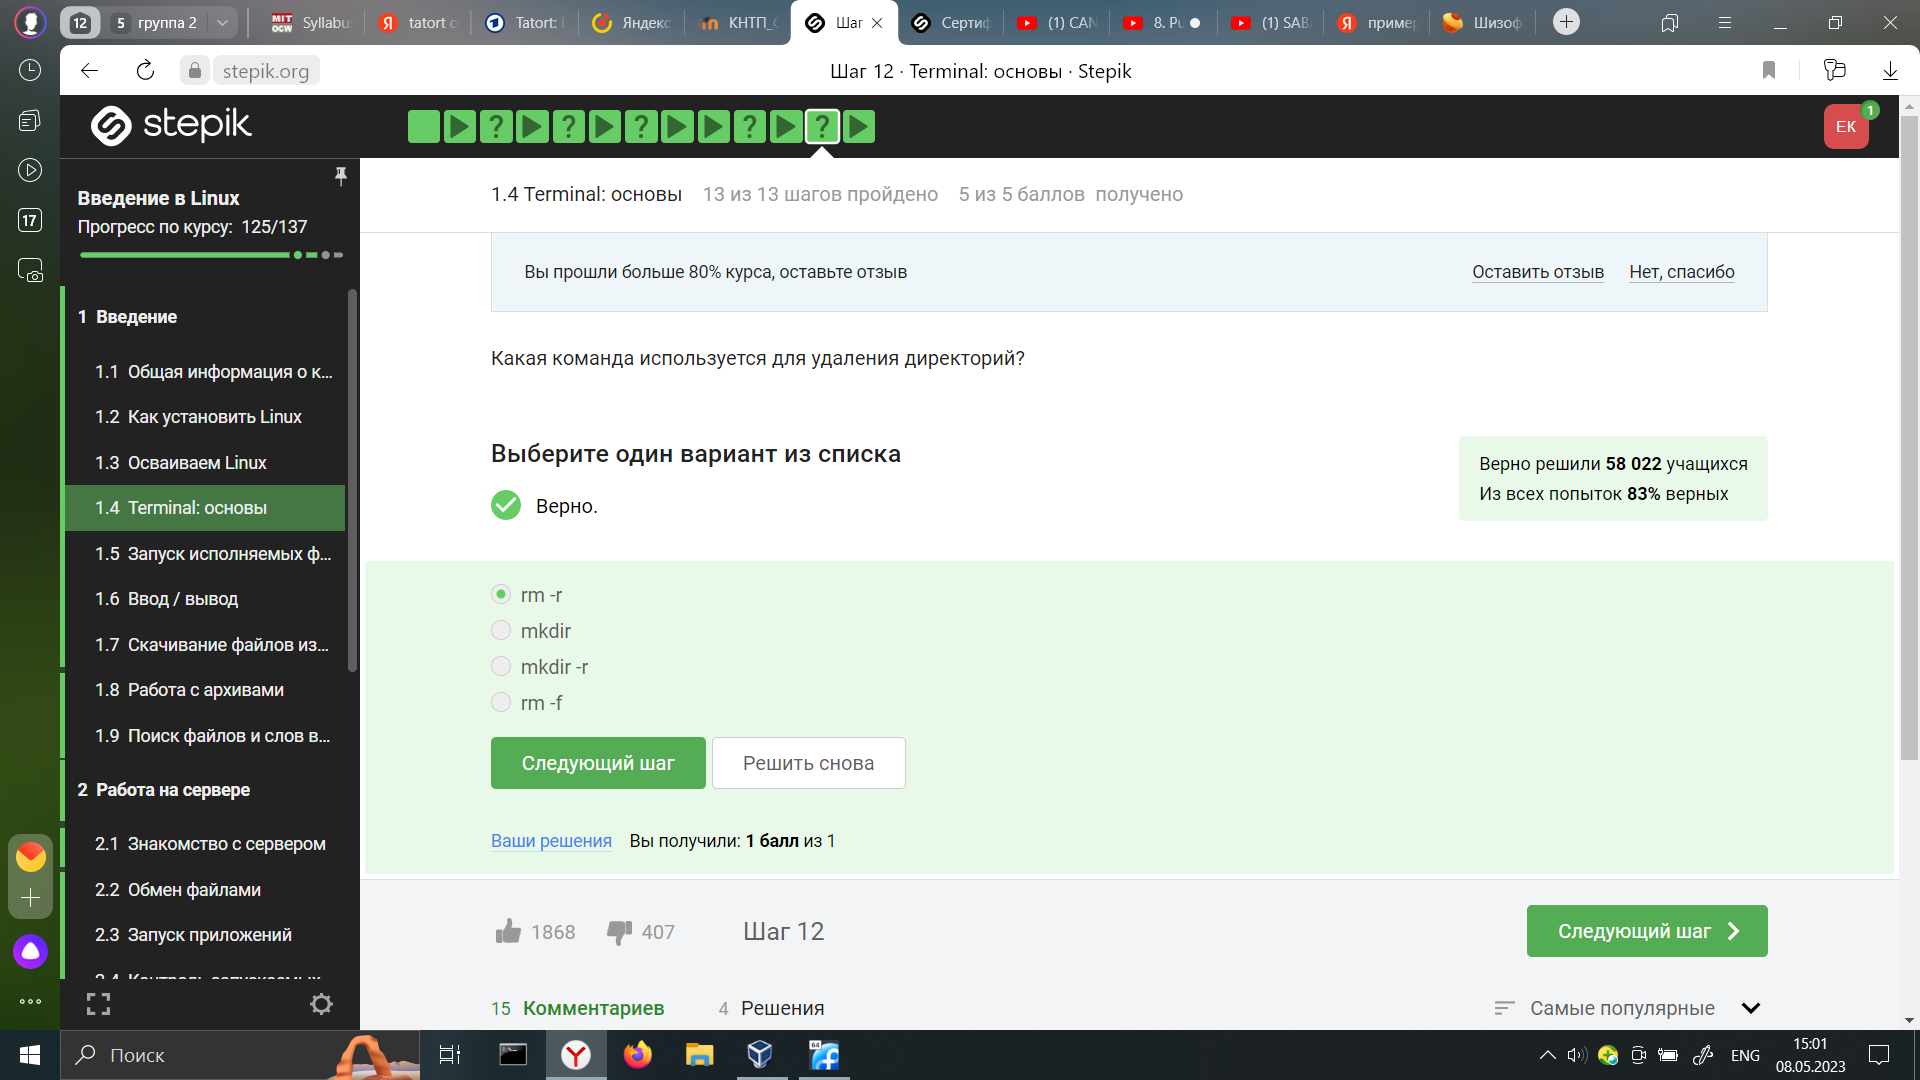 12
5 группа 2
MIT OCW Syllabu
tatort c
Tatort: D
Яндекс
КНТП_С
Шаг
Сертиф
(1) CAN
8. Pu
(1) SAB
пример
Шизоф
stepik.org
Шаг 12 · Terminal: основы · Stepik
stepik
? ? ? ? ? ?
ЕК
1
17
Введение в Linux
Прогресс по курсу: 125/137
1 Введение
1.1 Общая информация о к...
1.2 Как установить Linux
1.3 Осваиваем Linux
1.4 Terminal: основы
1.5 Запуск исполняемых ф...
1.6 Ввод / вывод
1.7 Скачивание файлов из...
1.8 Работа с архивами
1.9 Поиск файлов и слов в...
2 Работа на сервере
2.1 Знакомство с сервером
2.2 Обмен файлами
2.3 Запуск приложений
1.4 Terminal: основы 13 из 13 шагов пройдено 5 из 5 баллов получено
Вы прошли больше 80% курса, оставьте отзыв
Оставить отзыв Нет, спасибо
Какая команда используется для удаления директорий?
Выберите один вариант из списка
Верно.
Верно решили 58 022 учащихся
Из всех попыток 83% верных
rm -r
mkdir
mkdir -r
rm -f
Следующий шаг Решить снова
Ваши решения Вы получили: 1 балл из 1
1868 407 Шаг 12
Следующий шаг
15 Комментариев 4 Решения
Самые популярные
Поиск
64
ENG
15:01
08.05.2023